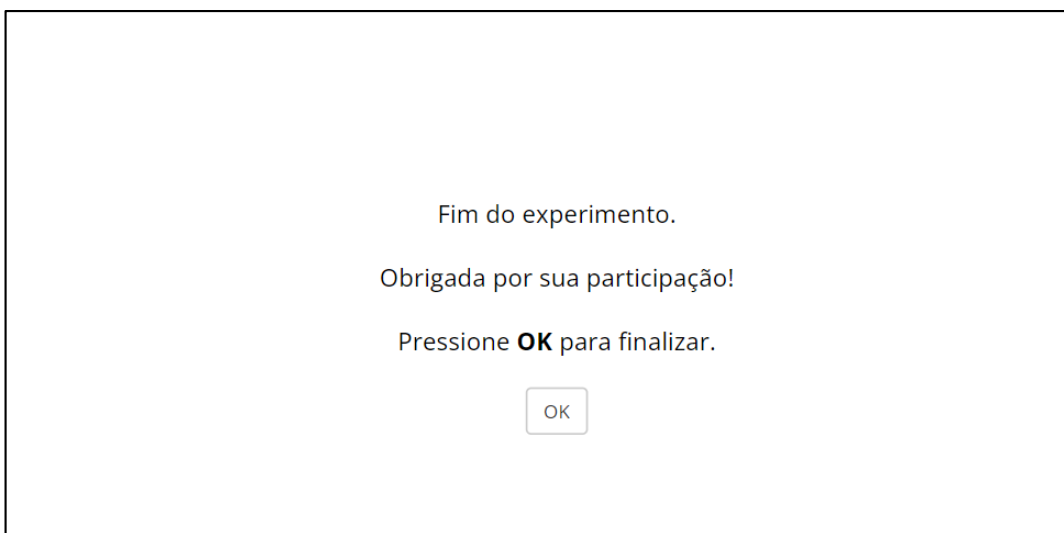 Fim do experimento.
Obrigada por sua participação!
Pressione OK para finalizar.
OK